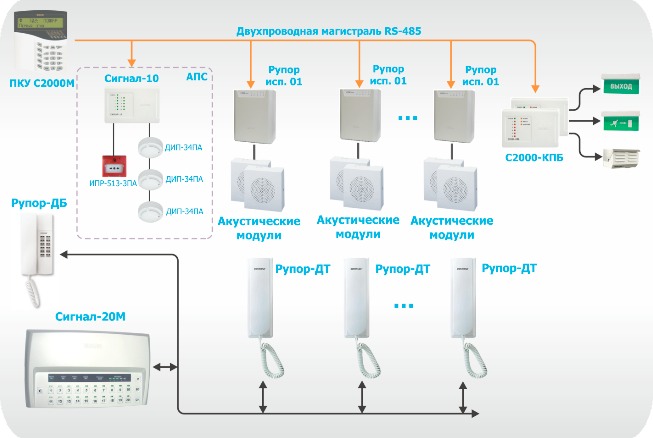 Двухпроводная магистраль RS-485
ПКУ С2000М
Сигнал-10
АПС
Рупор
исп. 01
Рупор
исп. 01
Рупор
исп. 01
...
ВЫХОД
С2000-КПБ
ДИП-34ПА
ДИП-34ПА
ДИП-34ПА
ИПР-513-3ПА
Акустические
модули
Акустические
модули
Акустические
модули
Рупор-ДБ
Рупор-ДТ
Рупор-ДТ
Рупор-ДТ
...
Сигнал-20М